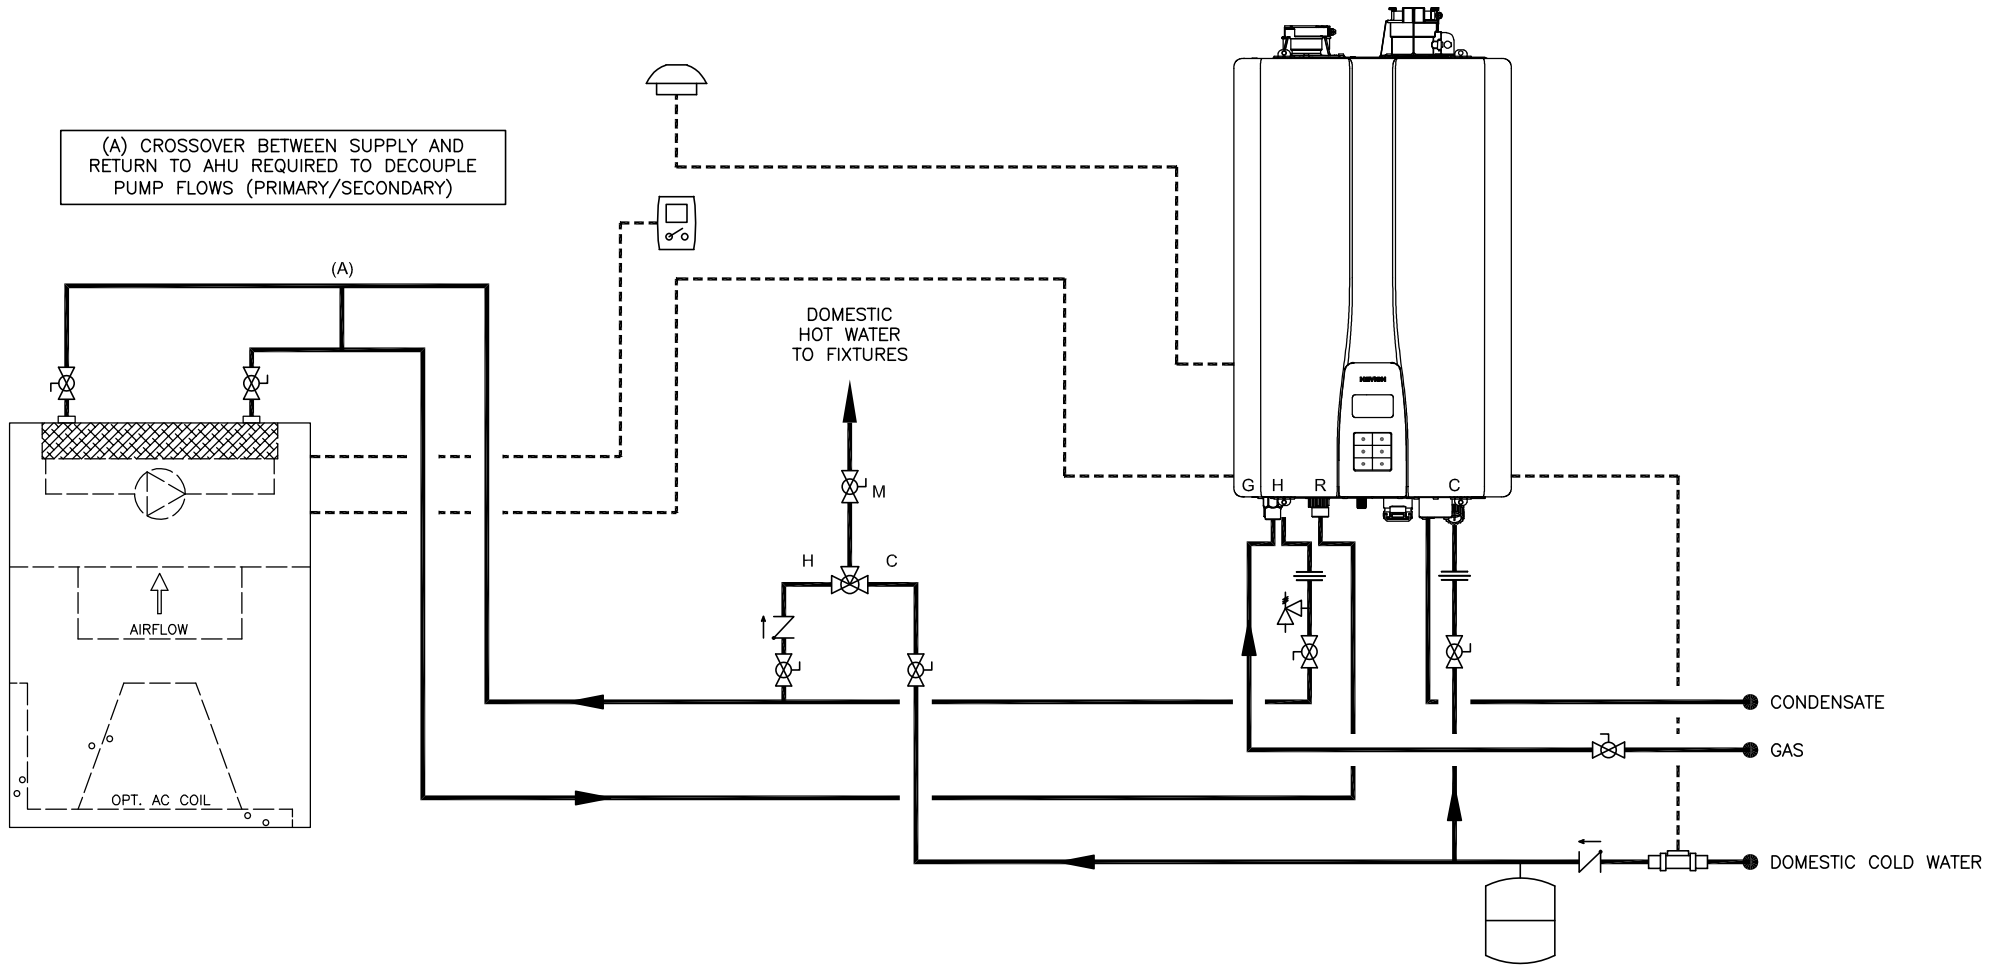 (A) CROSSOVER BETWEEN SUPPLY AND
RETURN TO AHU REQUIRED TO DECOUPLE
PUMP FLOWS (PRIMARY/SECONDARY)
(A)
DOMESTIC
HOT WATER
TO FIXTURES
M
H
C
G
H
R
C
AIRFLOW
OPT. AC COIL
CONDENSATE
GAS
DOMESTIC COLD WATER